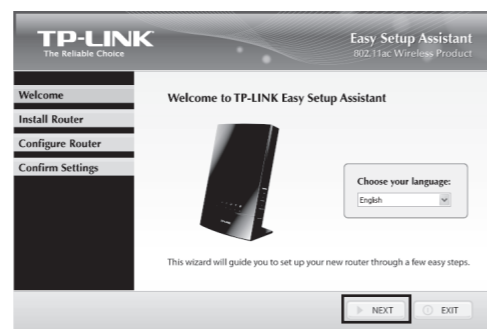 TP-LINK
The Reliable Choice
Easy Setup Assistant
802.11ac Wireless Product
Welcome
Install Router
Configure Router
Confirm Settings
Welcome to TP-LINK Easy Setup Assistant
Choose your language:
English
This wizard will guide you to set up your new router through a few easy steps.
NEXT
EXIT